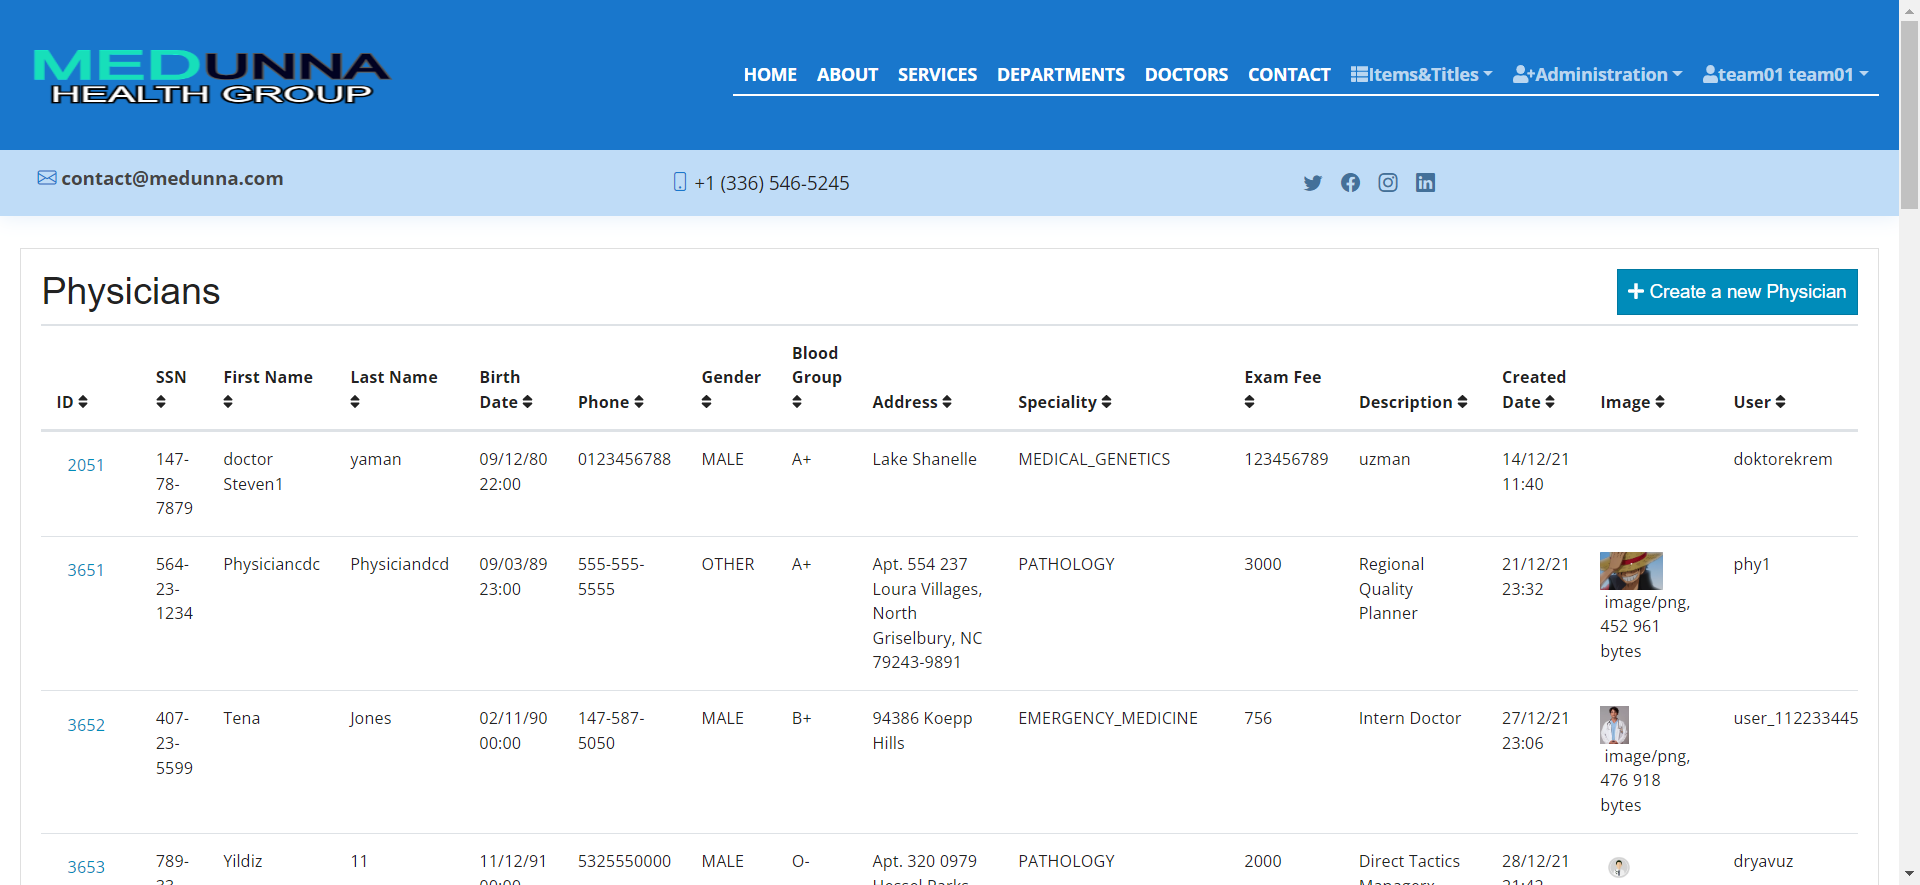 MEDUNNA
HEALTH GROUP
HOME ABOUT SERVICES DEPARTMENTS DOCTORS CONTACT Items&Titles Administration team01 team01
contact@medunna.com +1 (336) 546-5245
Physicians
Create a new Physician
ID SSN First Name Last Name Birth Date Phone Gender Blood Group Address Speciality Exam Fee Description Created Date Image User
2051 147-78-7879 doctor Steven1 yaman 09/12/80 22:00 0123456788 MALE A+ Lake Shanelle MEDICAL_GENETICS 123456789 uzman 14/12/21 11:40 doktorekrem
3651 564-23-1234 Physiciancdc Physiciandcd 09/03/89 23:00 555-555-5555 OTHER A+ Apt. 554 237 Loura Villages, North Griselbury, NC 79243-9891 PATHOLOGY 3000 Regional Quality Planner 21/12/21 23:32 image/png, 452 961 bytes phy1
3652 407-23-5599 Tena Jones 02/11/90 00:00 147-587-5050 MALE B+ 94386 Koepp Hills EMERGENCY_MEDICINE 756 Intern Doctor 27/12/21 23:06 image/png, 476 918 bytes user_112233445
3653 789- Yildiz 11 11/12/91 5325550000 MALE O- Apt. 320 0979 PATHOLOGY 2000 Direct Tactics 28/12/21 dryavuz